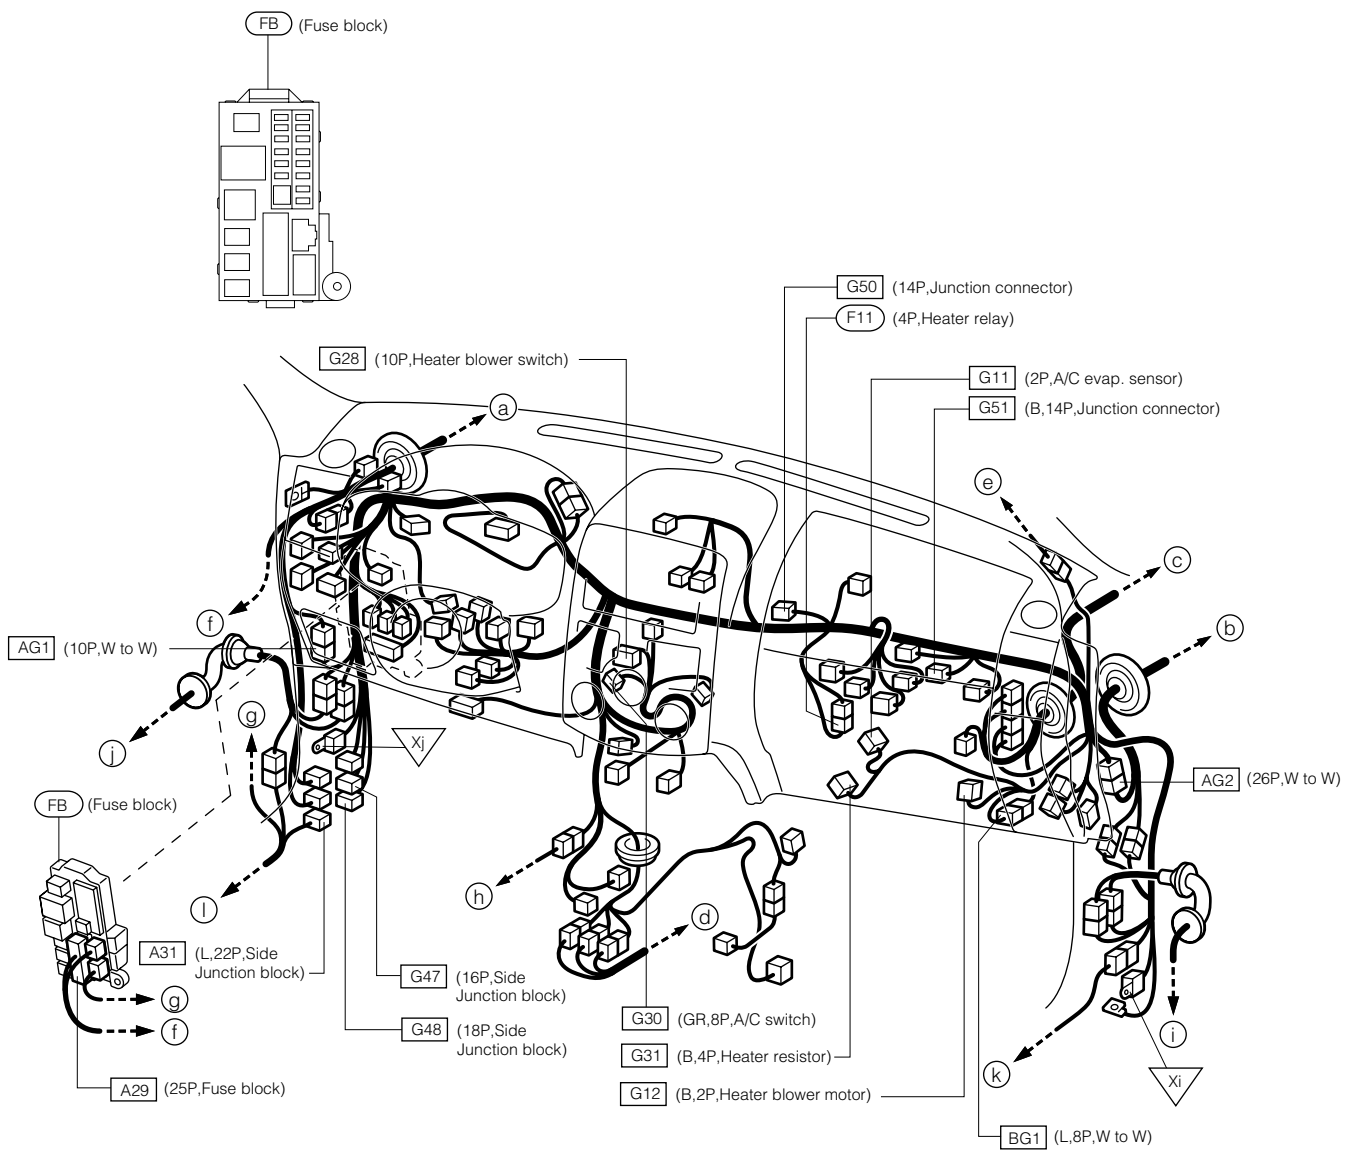 FB (Fuse block)
G50 (14P,Junction connector)
F11 (4P,Heater relay)
G28 (10P,Heater blower switch)
G11 (2P,A/C evap. sensor)
G51 (B,14P,Junction connector)
a
e
c
f
b
AG1 (10P,W to W)
g
j
Xj
AG2 (26P,W to W)
FB (Fuse block)
h
l
d
A31 (L,22P,Side
Junction block)
G47 (16P,Side
Junction block)
g
G30 (GR,8P,A/C switch)
f
G48 (18P,Side
Junction block)
i
G31 (B,4P,Heater resistor)
k
Xi
A29 (25P,Fuse block)
G12 (B,2P,Heater blower motor)
BG1 (L,8P,W to W)